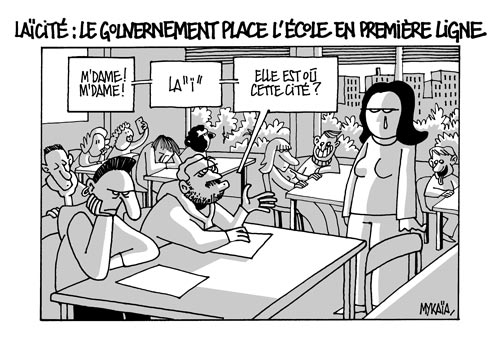 LAÏCITÉ : LE GOUVERNEMENT PLACE L'ÉCOLE EN PREMIÈRE LIGNE.
M'DAME !
M'DAME !
LA "Ï"
ELLE EST OÙ
CETTE CITÉ ?
MYKAÏA,